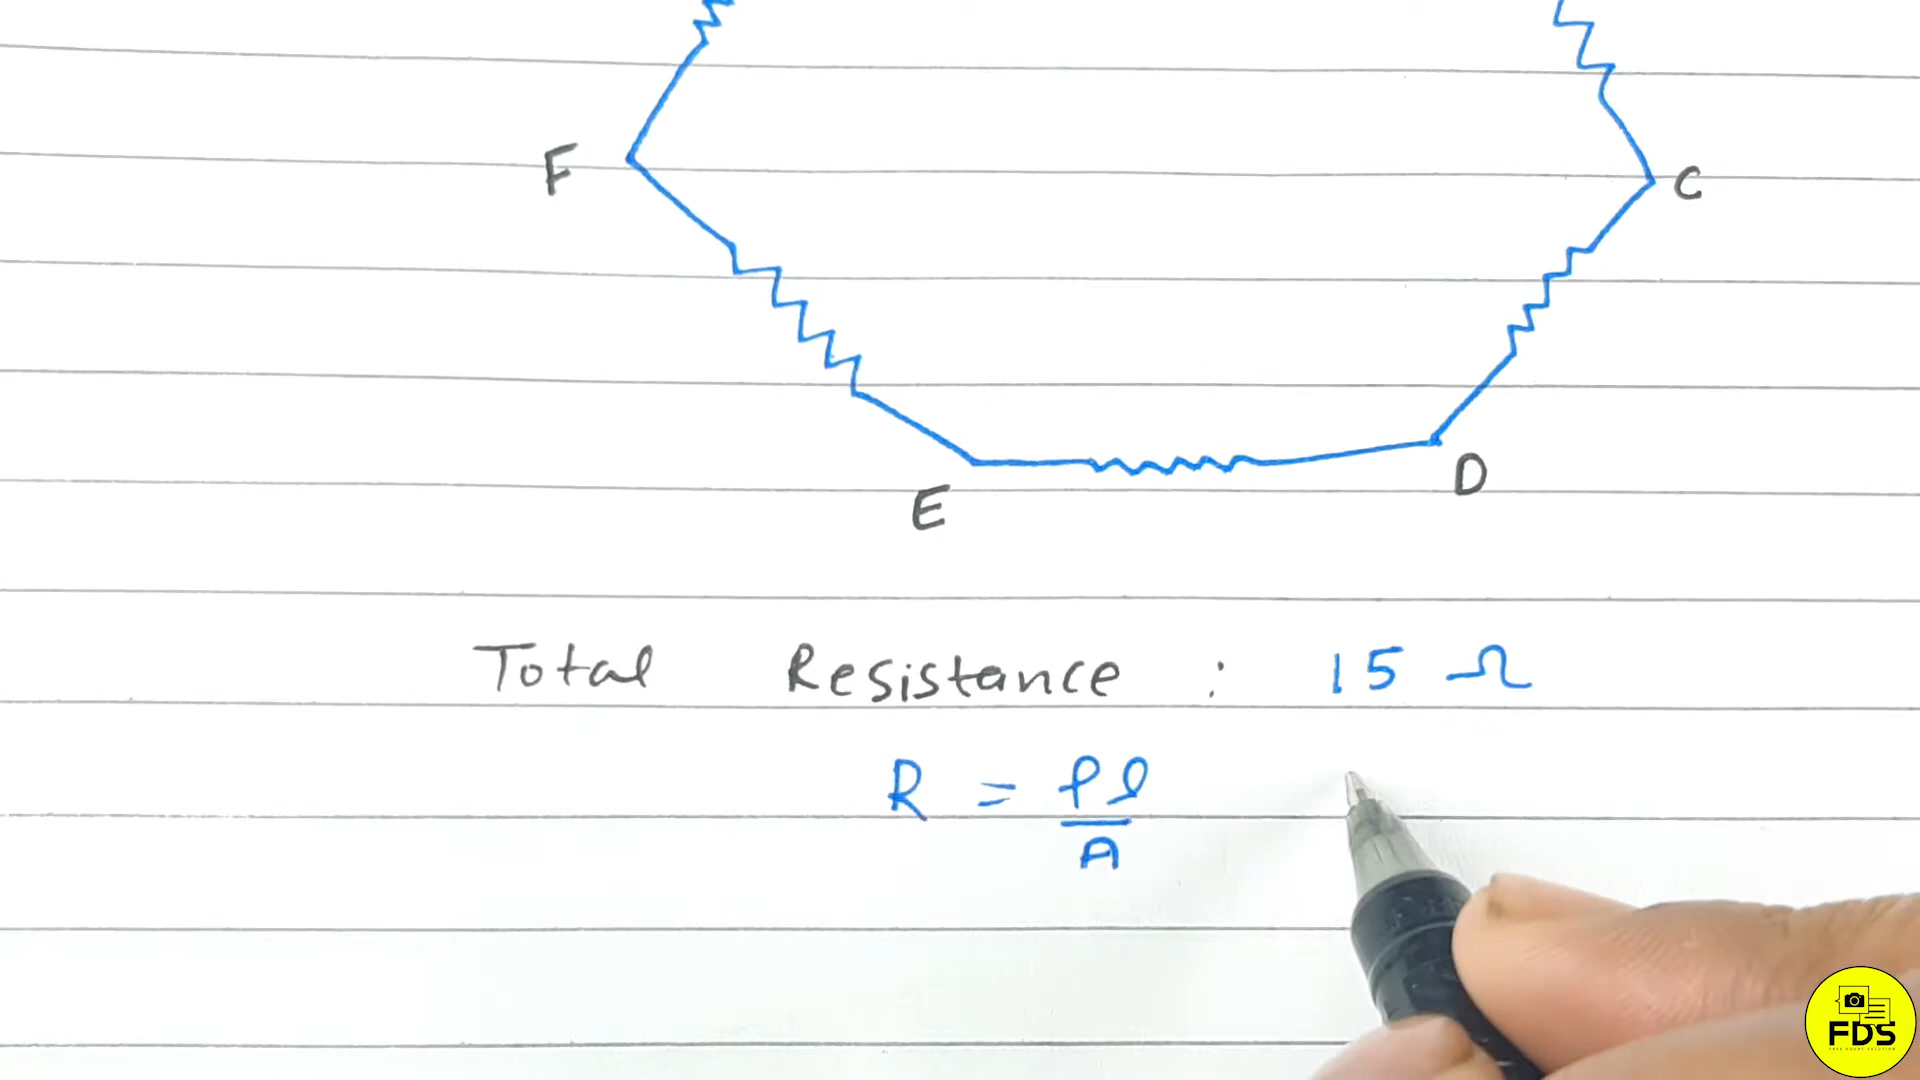 F
C
E
D
Total Resistance : 15 Ω
R = ρl
A
FDS